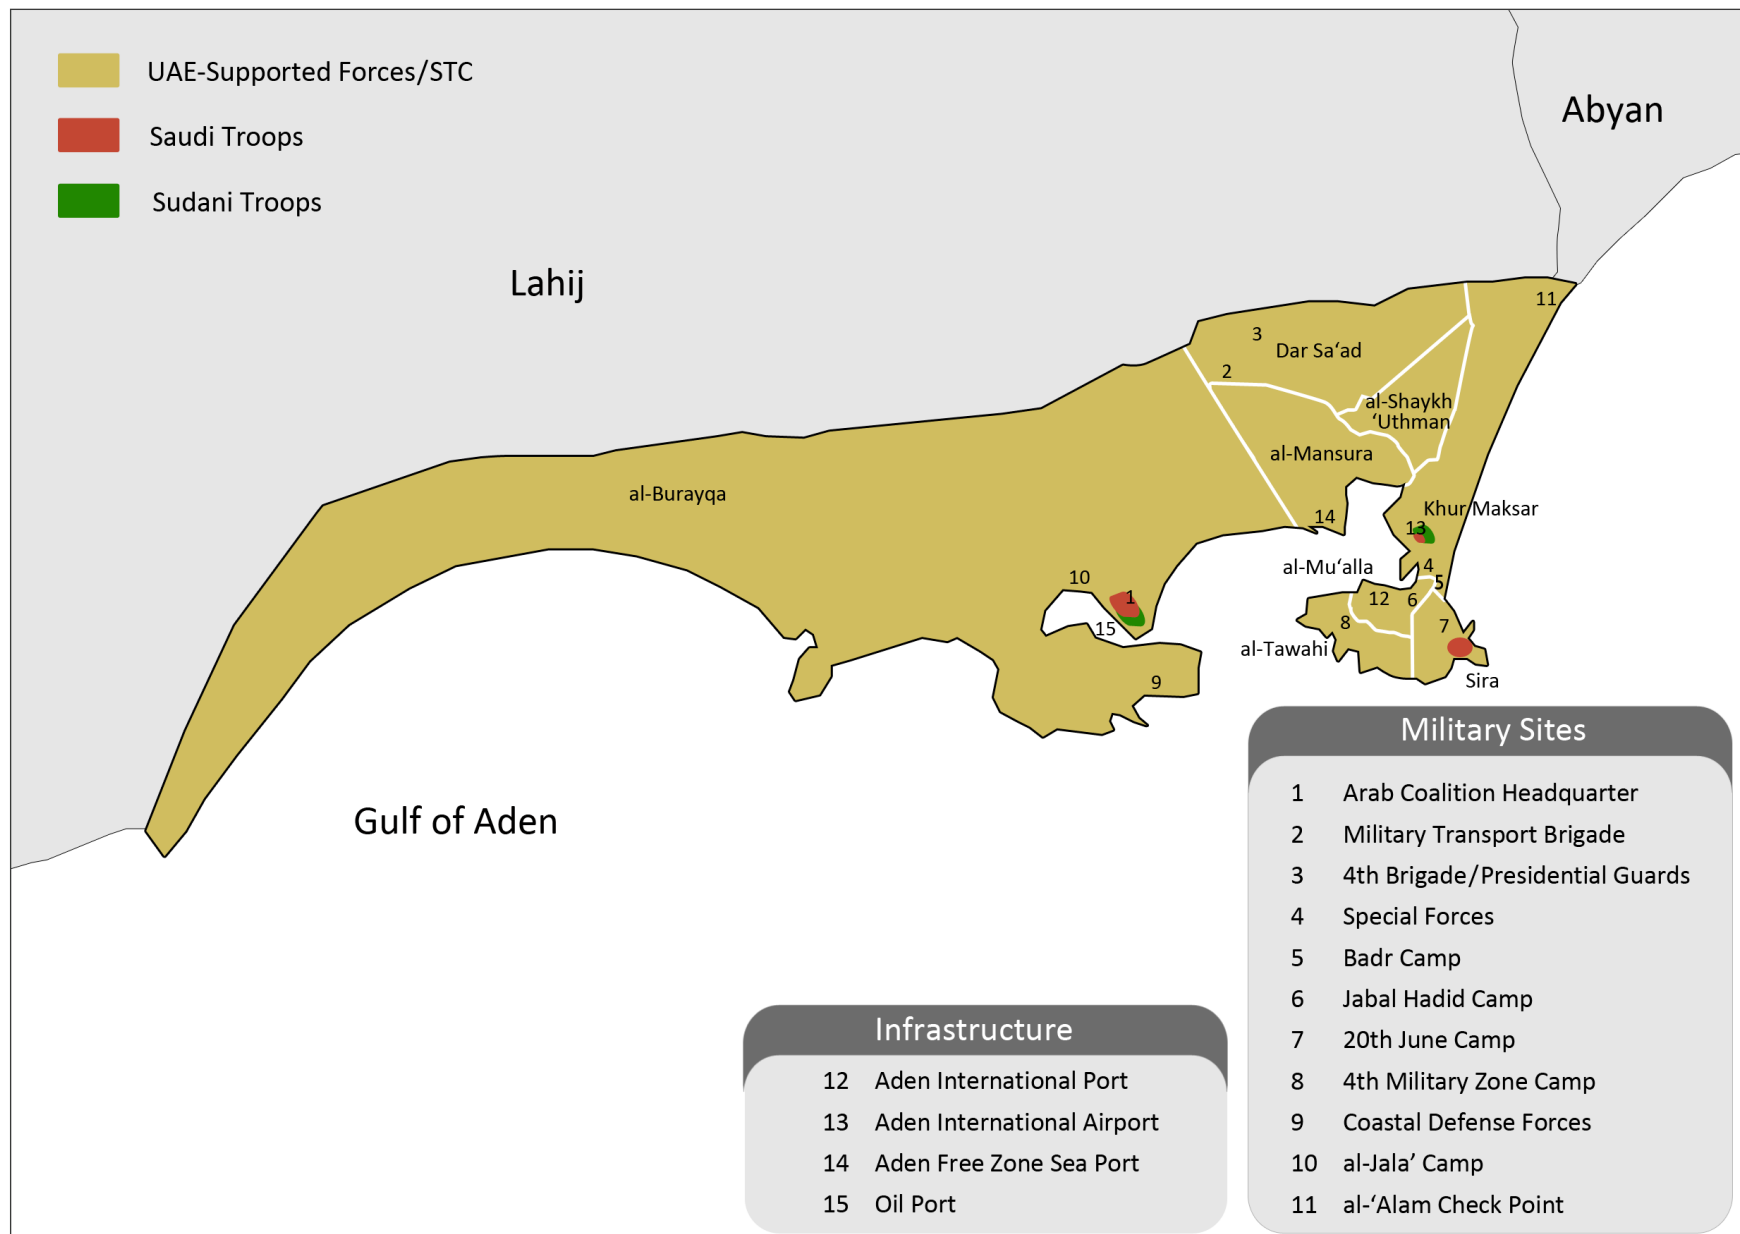 UAE-Supported Forces/STC
Saudi Troops
Sudani Troops
Abyan
Lahij
11
3
Dar Sa‘ad
2
al-Shaykh
‘Uthman
al-Mansura
al-Burayqa
14
Khur Maksar
13
al-Mu‘alla
4
5
10
1
12
6
15
8
7
al-Tawahi
9
Sira
Gulf of Aden
Military Sites
1 Arab Coalition Headquarter
2 Military Transport Brigade
3 4th Brigade/Presidential Guards
4 Special Forces
5 Badr Camp
6 Jabal Hadid Camp
7 20th June Camp
8 4th Military Zone Camp
9 Coastal Defense Forces
10 al-Jala’ Camp
11 al-‘Alam Check Point
Infrastructure
12 Aden International Port
13 Aden International Airport
14 Aden Free Zone Sea Port
15 Oil Port